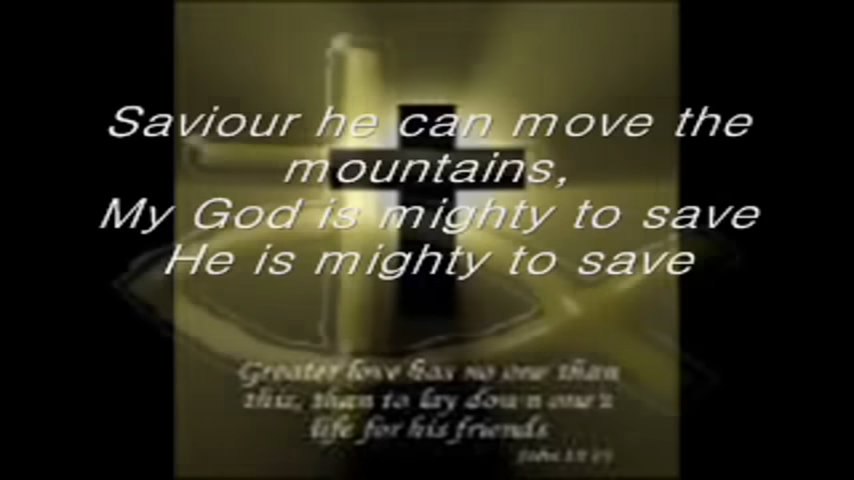 Saviour he can move the
mountains,
My God is mighty to save
He is mighty to save
Greater love has no one than
this, than to lay down one's
life for his friends
John